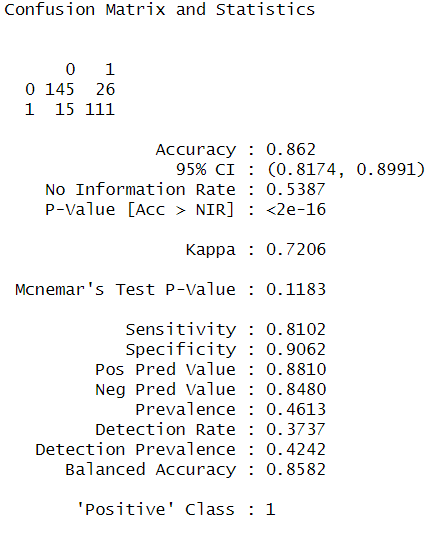 Confusion Matrix and Statistics
0 1
0 145 26
1 15 111
Accuracy : 0.862
95% CI : (0.8174, 0.8991)
No Information Rate : 0.5387
P-Value [Acc > NIR] : <2e-16
Kappa : 0.7206
Mcnemar's Test P-Value : 0.1183
Sensitivity : 0.8102
Specificity : 0.9062
Pos Pred Value : 0.8810
Neg Pred Value : 0.8480
Prevalence : 0.4613
Detection Rate : 0.3737
Detection Prevalence : 0.4242
Balanced Accuracy : 0.8582
'Positive' Class : 1